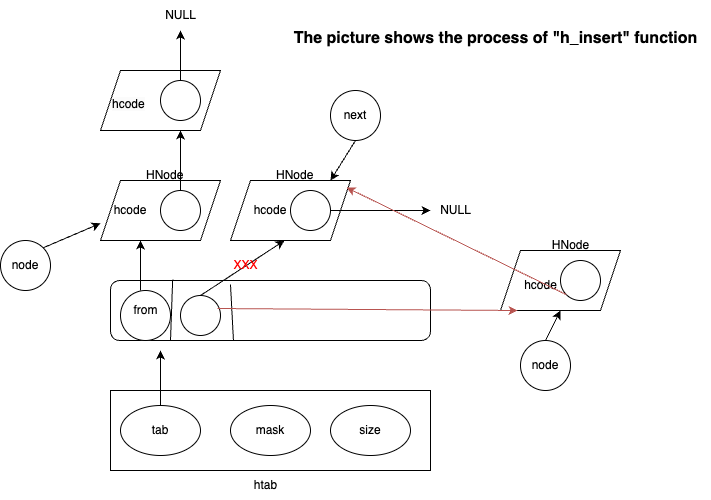 NULL
The picture shows the process of "h_insert" function
hcode
next
HNode
HNode
hcode
hcode
NULL
node
XXX
HNode
hcode
from
node
tab
mask
size
htab